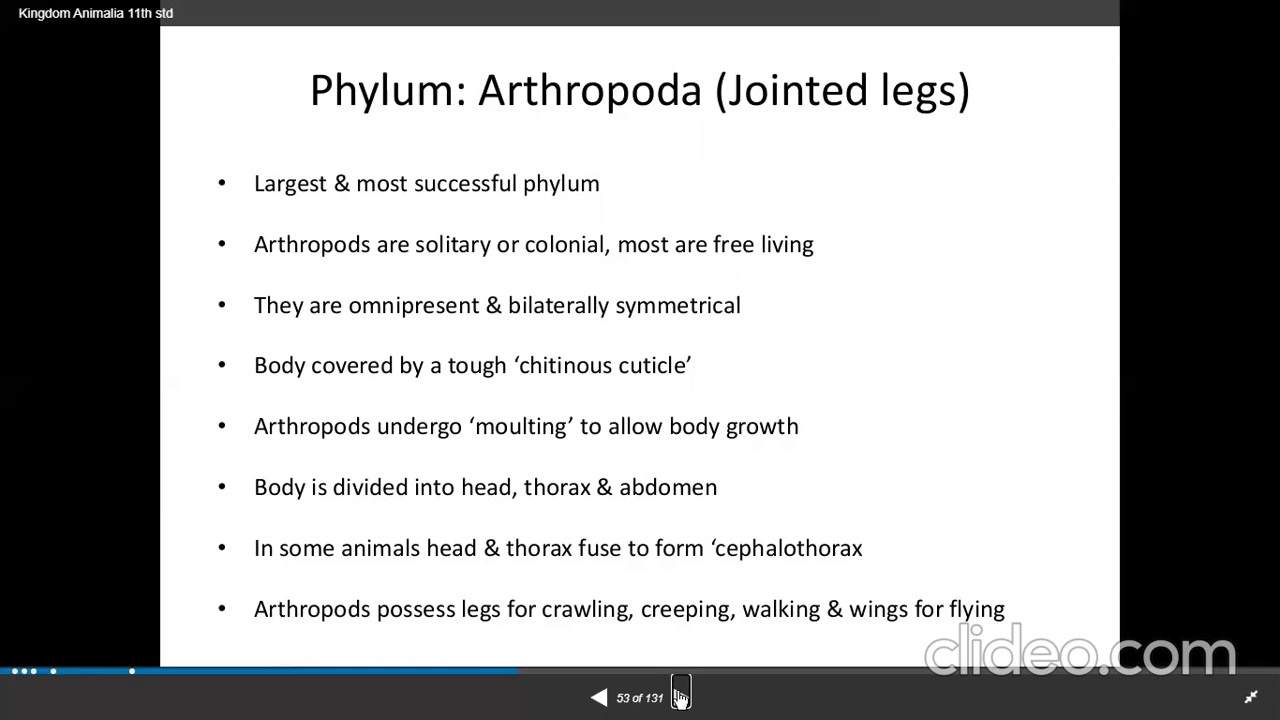 Kingdom Animalia 11th std
Phylum: Arthropoda (Jointed legs)
• Largest & most successful phylum
• Arthropods are solitary or colonial, most are free living
• They are omnipresent & bilaterally symmetrical
• Body covered by a tough ‘chitinous cuticle’
• Arthropods undergo ‘moulting’ to allow body growth
• Body is divided into head, thorax & abdomen
• In some animals head & thorax fuse to form ‘cephalothorax
• Arthropods possess legs for crawling, creeping, walking & wings for flying
clideo.com
53 of 131